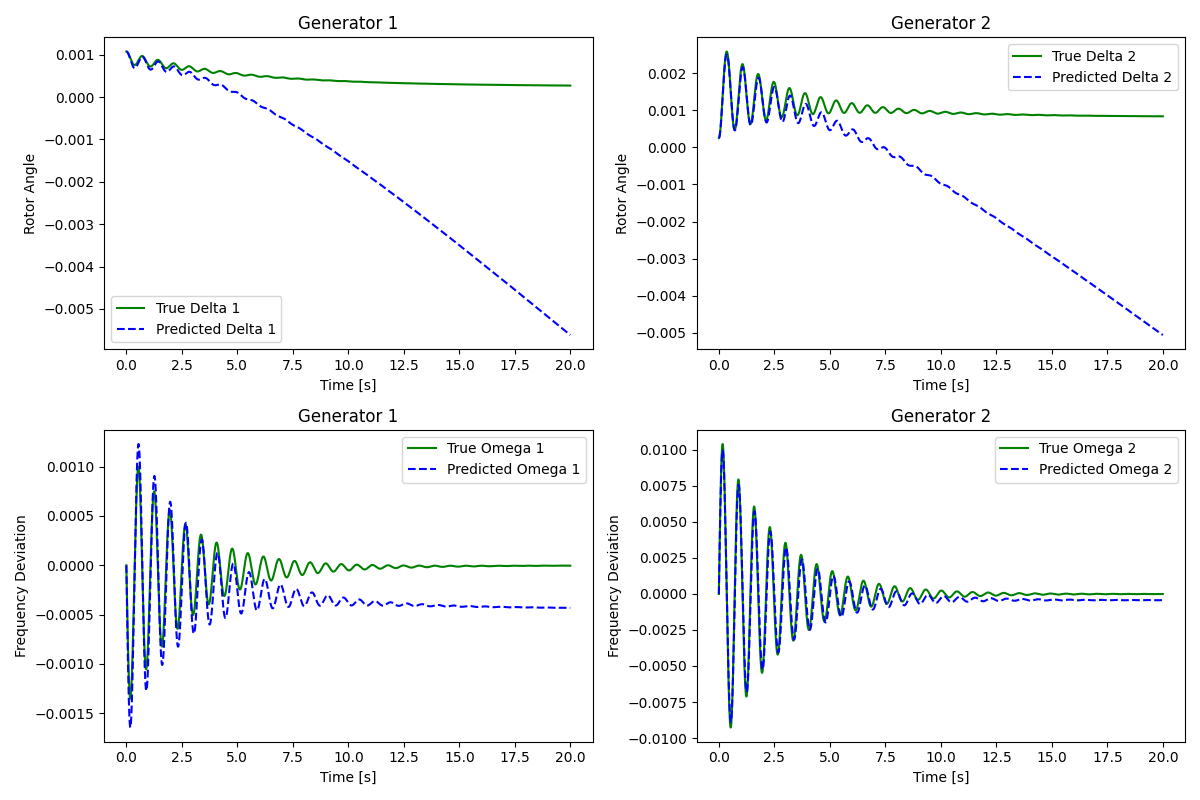 Generator 1
0.001
0.000
−0.001
−0.002
−0.003
−0.004
−0.005
Rotor Angle
True Delta 1
Predicted Delta 1
0.0 2.5 5.0 7.5 10.0 12.5 15.0 17.5 20.0
Time [s]
Generator 2
0.002
0.001
0.000
−0.001
−0.002
−0.003
−0.004
−0.005
Rotor Angle
True Delta 2
Predicted Delta 2
0.0 2.5 5.0 7.5 10.0 12.5 15.0 17.5 20.0
Time [s]
Generator 1
0.0010
0.0005
0.0000
−0.0005
−0.0010
−0.0015
Frequency Deviation
True Omega 1
Predicted Omega 1
0.0 2.5 5.0 7.5 10.0 12.5 15.0 17.5 20.0
Time [s]
Generator 2
0.0100
0.0075
0.0050
0.0025
0.0000
−0.0025
−0.0050
−0.0075
−0.0100
Frequency Deviation
True Omega 2
Predicted Omega 2
0.0 2.5 5.0 7.5 10.0 12.5 15.0 17.5 20.0
Time [s]